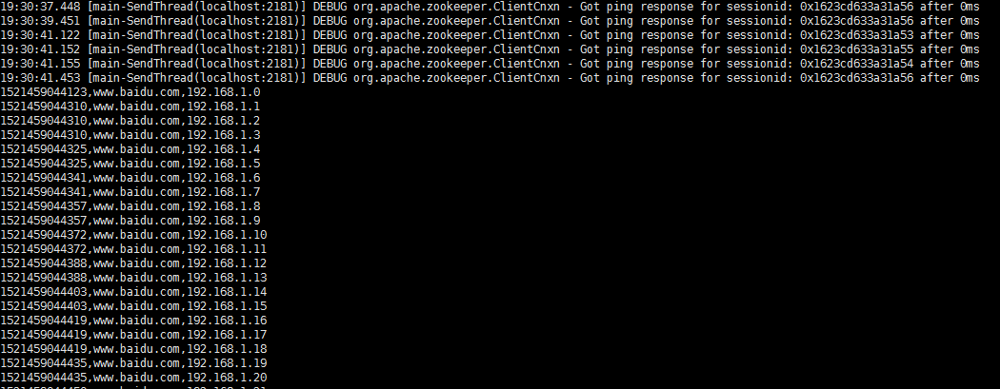 19:30:37.448 [main-SendThread(localhost:2181)] DEBUG org.apache.zookeeper.ClientCnxn - Got ping response for sessionid: 0x1623cd633a31a56 after 0ms
19:30:39.451 [main-SendThread(localhost:2181)] DEBUG org.apache.zookeeper.ClientCnxn - Got ping response for sessionid: 0x1623cd633a31a56 after 0ms
19:30:41.122 [main-SendThread(localhost:2181)] DEBUG org.apache.zookeeper.ClientCnxn - Got ping response for sessionid: 0x1623cd633a31a53 after 0ms
19:30:41.152 [main-SendThread(localhost:2181)] DEBUG org.apache.zookeeper.ClientCnxn - Got ping response for sessionid: 0x1623cd633a31a55 after 0ms
19:30:41.155 [main-SendThread(localhost:2181)] DEBUG org.apache.zookeeper.ClientCnxn - Got ping response for sessionid: 0x1623cd633a31a54 after 0ms
19:30:41.453 [main-SendThread(localhost:2181)] DEBUG org.apache.zookeeper.ClientCnxn - Got ping response for sessionid: 0x1623cd633a31a56 after 0ms
1521459044123,www.baidu.com,192.168.1.0
1521459044310,www.baidu.com,192.168.1.1
1521459044310,www.baidu.com,192.168.1.2
1521459044310,www.baidu.com,192.168.1.3
1521459044325,www.baidu.com,192.168.1.4
1521459044325,www.baidu.com,192.168.1.5
1521459044341,www.baidu.com,192.168.1.6
1521459044341,www.baidu.com,192.168.1.7
1521459044357,www.baidu.com,192.168.1.8
1521459044357,www.baidu.com,192.168.1.9
1521459044372,www.baidu.com,192.168.1.10
1521459044372,www.baidu.com,192.168.1.11
1521459044388,www.baidu.com,192.168.1.12
1521459044388,www.baidu.com,192.168.1.13
1521459044403,www.baidu.com,192.168.1.14
1521459044403,www.baidu.com,192.168.1.15
1521459044419,www.baidu.com,192.168.1.16
1521459044419,www.baidu.com,192.168.1.17
1521459044419,www.baidu.com,192.168.1.18
1521459044435,www.baidu.com,192.168.1.19
1521459044435,www.baidu.com,192.168.1.20